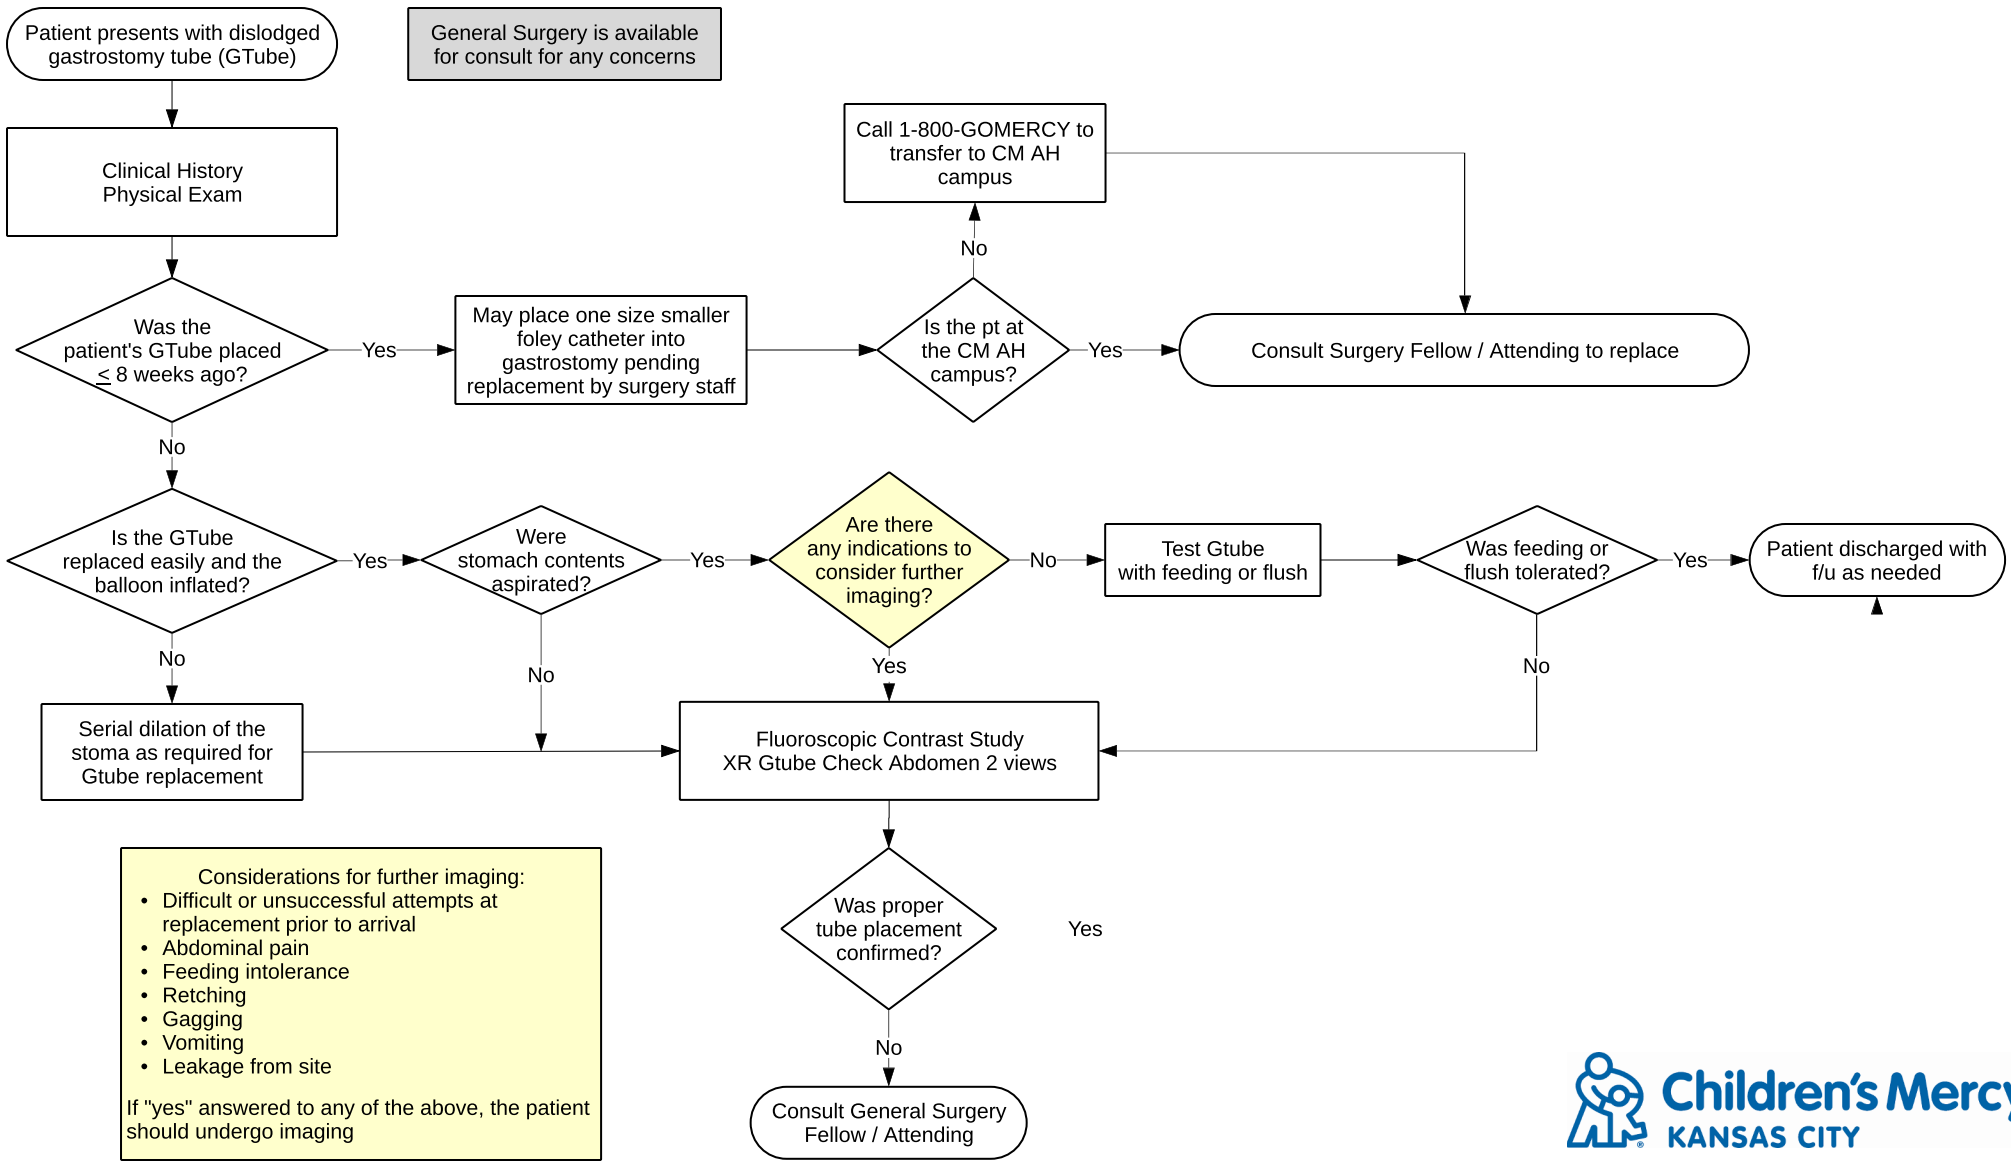 Patient presents with dislodged
gastrostomy tube (GTube)
General Surgery is available
for consult for any concerns
Clinical History
Physical Exam
Call 1-800-GOMERCY to
transfer to CM AH
campus
No
Was the
patient's GTube placed
< 8 weeks ago?
Yes
May place one size smaller
foley catheter into
gastrostomy pending
replacement by surgery staff
Is the pt at
the CM AH
campus?
Yes
Consult Surgery Fellow / Attending to replace
No
Is the GTube
replaced easily and the
balloon inflated?
Yes
Were
stomach contents
aspirated?
Yes
Are there
any indications to
consider further
imaging?
No
Test Gtube
with feeding or flush
Was feeding or
flush tolerated?
Yes
Patient discharged with
f/u as needed
No
No
Yes
No
Serial dilation of the
stoma as required for
Gtube replacement
Fluoroscopic Contrast Study
XR Gtube Check Abdomen 2 views
Considerations for further imaging:
• Difficult or unsuccessful attempts at
replacement prior to arrival
• Abdominal pain
• Feeding intolerance
• Retching
• Gagging
• Vomiting
• Leakage from site
If "yes" answered to any of the above, the patient
should undergo imaging
Was proper
tube placement
confirmed?
Yes
No
Consult General Surgery
Fellow / Attending
Children's Mercy
KANSAS CITY
®